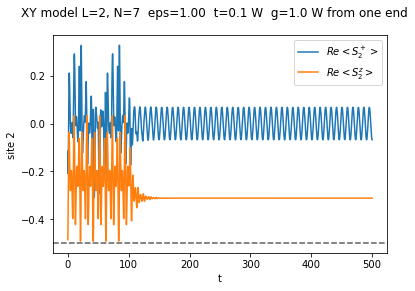 XY model L=2, N=7  eps=1.00  t=0.1 W  g=1.0 W from one end
Re<S₂⁺>
Re<S₂ᶻ>
0.2
0.0
−0.2
−0.4
site 2
0 100 200 300 400 500
t